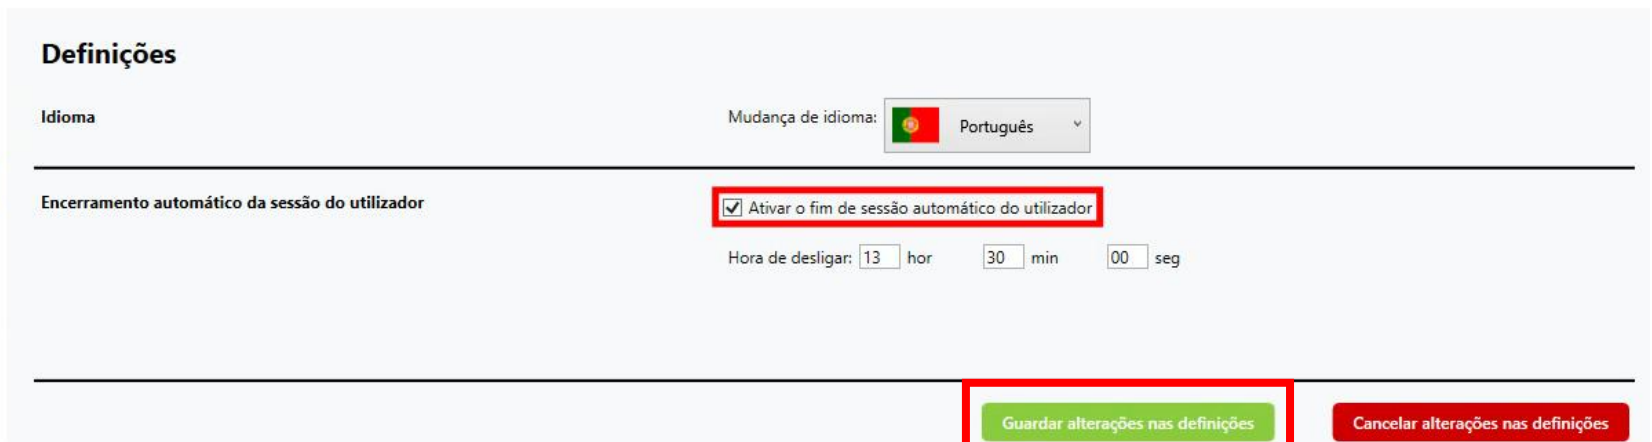 Definições
Idioma
Mudança de idioma: Português
Encerramento automático da sessão do utilizador
Ativar o fim de sessão automático do utilizador
Hora de desligar: 13 hor 30 min 00 seg
Guardar alterações nas definições Cancelar alterações nas definições